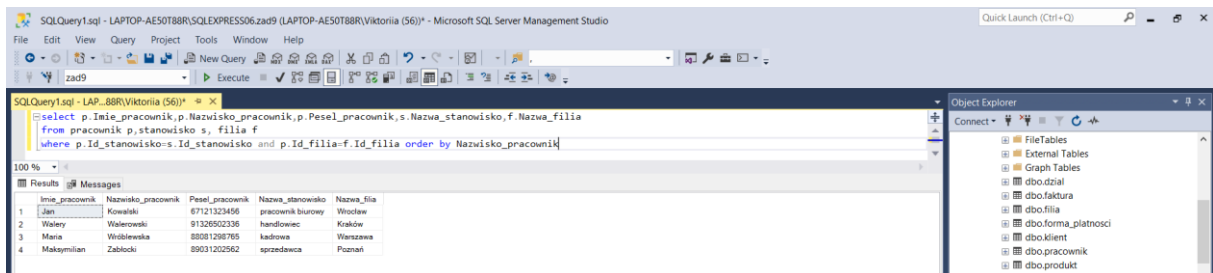 SQLQuery1.sql - LAPTOP-AE50T88R\SQLEXPRESS06.zad9 (LAPTOP-AE50T88R\Viktoriia (56))* - Microsoft SQL Server Management Studio
Quick Launch (Ctrl+Q)
File Edit View Query Project Tools Window Help
New Query
zad9
Execute
SQLQuery1.sql - LAP...88R\Viktoriia (56))*
select p.Imie_pracownik,p.Nazwisko_pracownik,p.Pesel_pracownik,s.Nazwa_stanowisko,f.Nazwa_filia
from pracownik p,stanowisko s, filia f
where p.Id_stanowisko=s.Id_stanowisko and p.Id_filia=f.Id_filia order by Nazwisko_pracownik
100 %
Results Messages
Imie_pracownik Nazwisko_pracownik Pesel_pracownik Nazwa_stanowisko Nazwa_filia
1 Jan Kowalski 67121323456 pracownik biurowy Wrocław
2 Walery Walerowski 91326502336 handlowiec Kraków
3 Maria Wróblewska 88081298765 kadrowa Warszawa
4 Maksymilian Zabłocki 89031202562 sprzedawca Poznań
Object Explorer
Connect
FileTables
External Tables
Graph Tables
dbo.dzial
dbo.faktura
dbo.filia
dbo.forma_platnosci
dbo.klient
dbo.pracownik
dbo.produkt